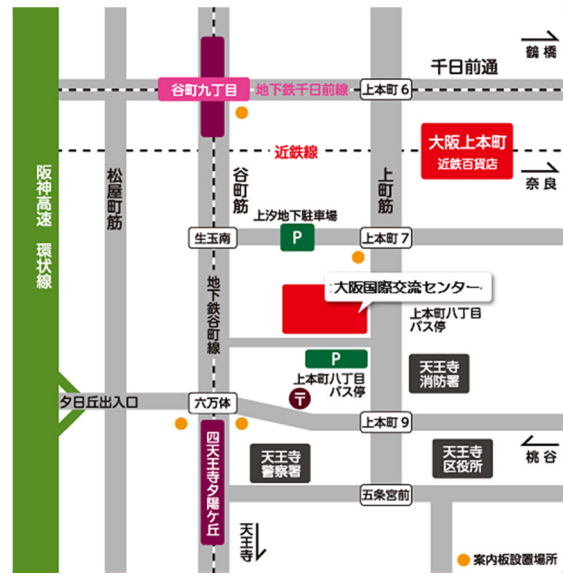 鶴橋
千日前通
谷町九丁目
地下鉄千日前線
上本町6
大阪上本町
近鉄百貨店
近鉄線
奈良
阪神高速 環状線
松屋町筋
谷町筋
上町筋
上汐地下駐車場
P
生玉南
上本町7
大阪国際交流センター
地下鉄谷町線
上本町八丁目
バス停
P
上本町八丁目
バス停
天王寺
消防署
夕日丘出入口
六万体
〒
上本町9
桃谷
四天王寺夕陽ケ丘
天王寺
警察署
天王寺
区役所
五条宮前
天王寺
案内板設置場所